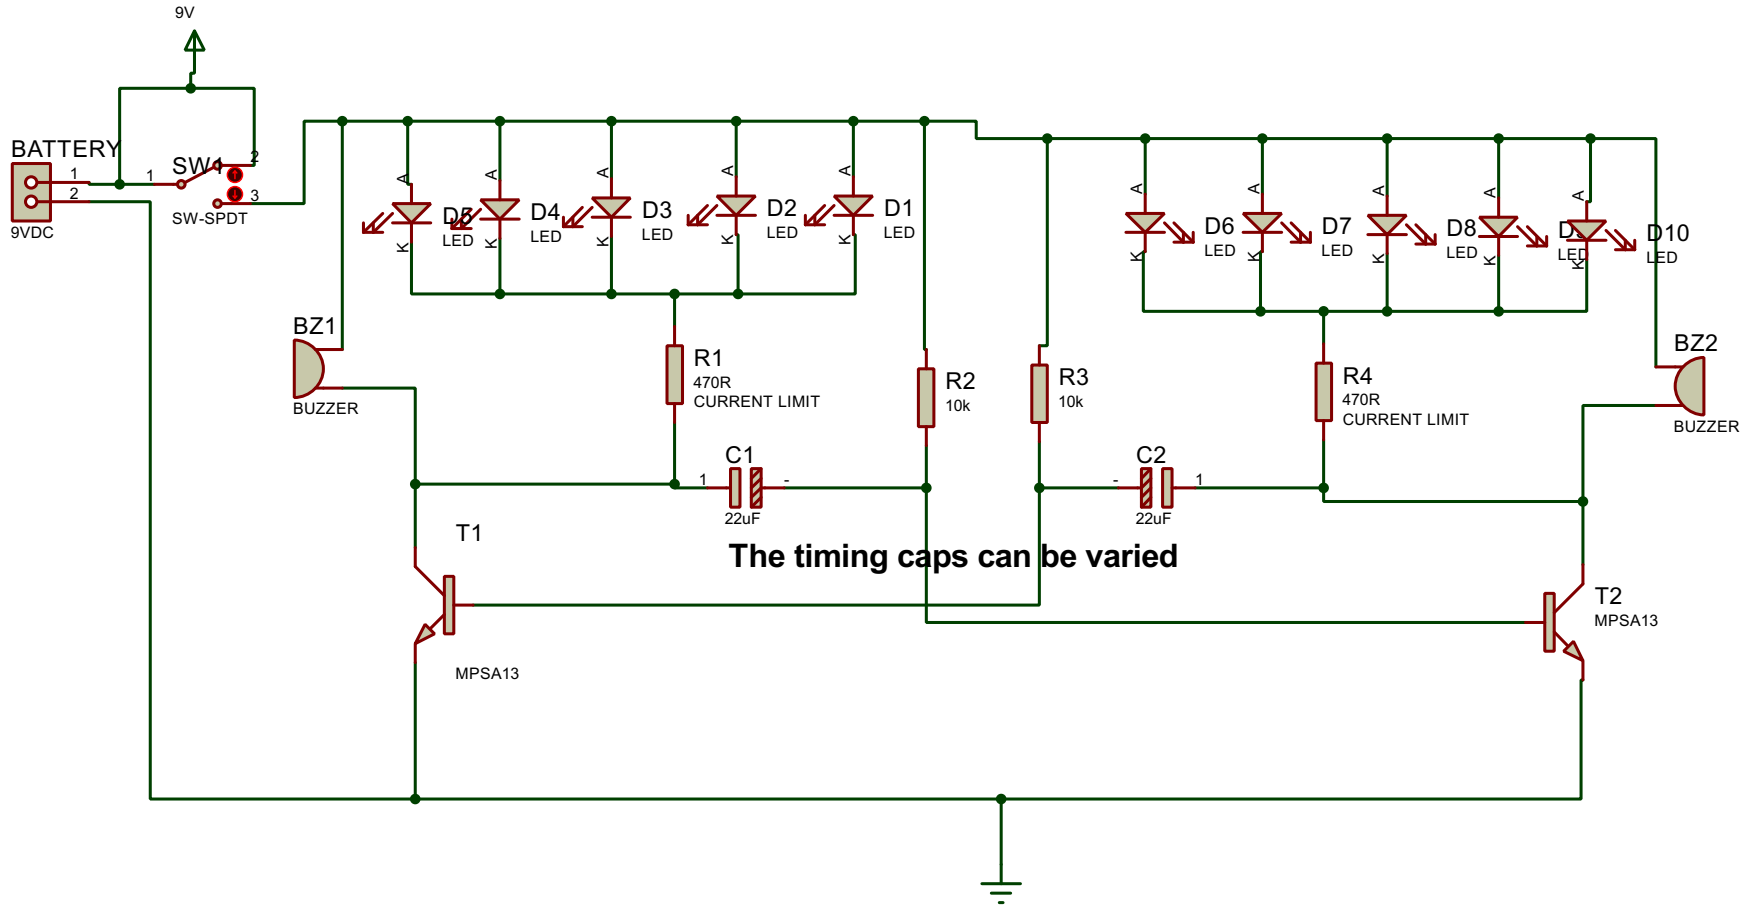 9V
BATTERY
1
2
9VDC
SW1
1
2
3
SW-SPDT
A
K
D5
LED
A
K
D4
LED
A
K
D3
LED
A
K
D2
LED
A
K
D1
LED
A
K
D6
LED
A
K
D7
LED
A
K
D8
LED
A
K
D9
LED
A
K
D10
LED
BZ1
BUZZER
R1
470R
CURRENT LIMIT
R2
10k
R3
10k
R4
470R
CURRENT LIMIT
BZ2
BUZZER
C1
1
-
22uF
C2
-
1
22uF
The timing caps can be varied
T1
MPSA13
T2
MPSA13